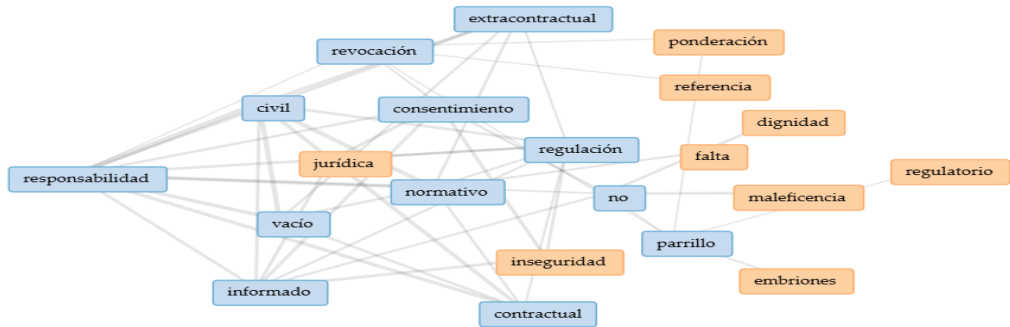 extracontractual
revocación
ponderación
referencia
civil
consentimiento
dignidad
regulación
jurídica
falta
regulatorio
responsabilidad
normativo
no
maleficencia
vacío
parrillo
inseguridad
embriones
informado
contractual